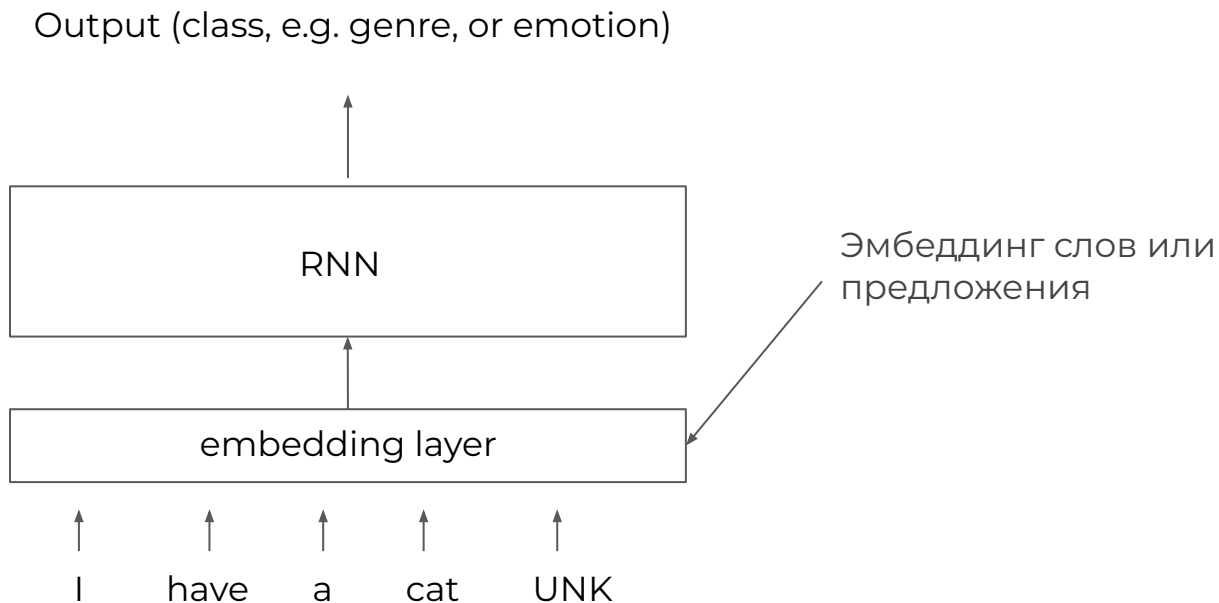 Output (class, e.g. genre, or emotion)
RNN
Эмбеддинг слов или
предложения
embedding layer
I have a cat UNK